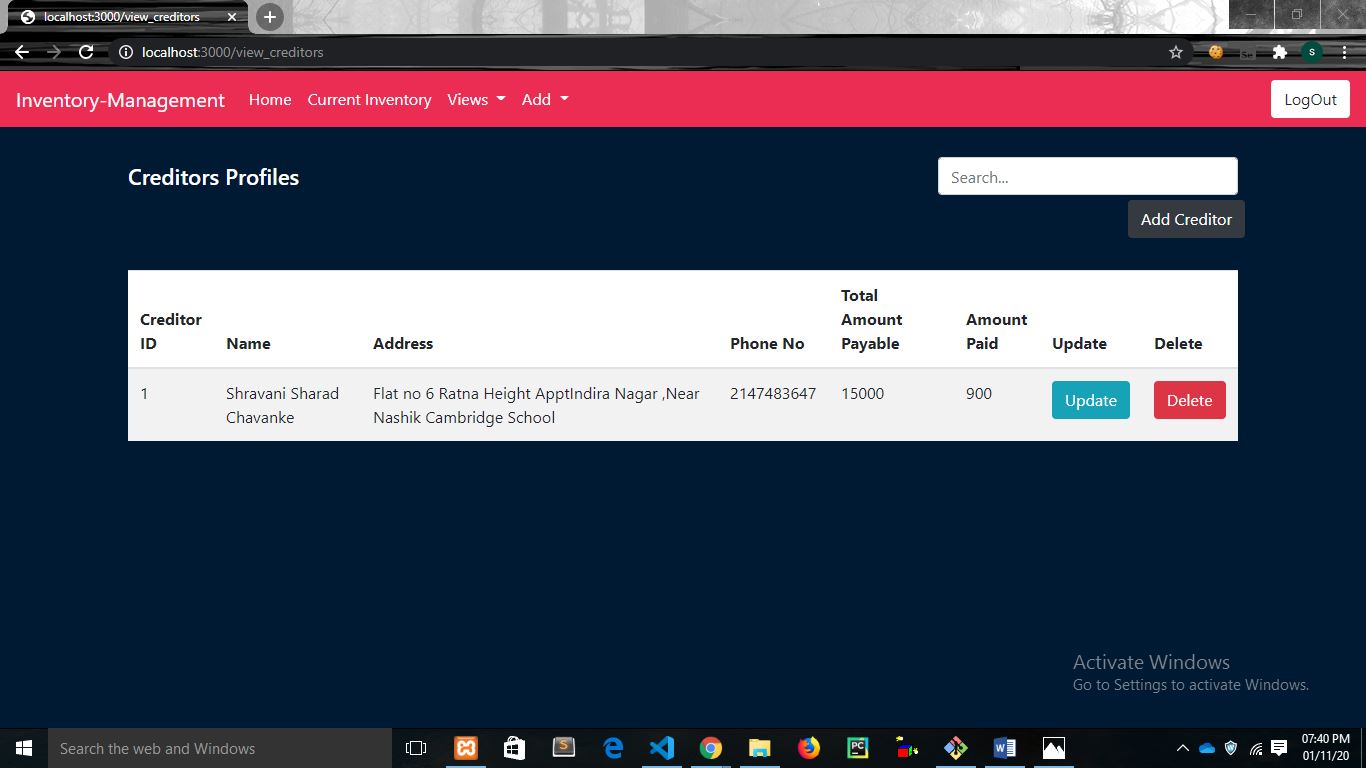 localhost:3000/view_creditors
localhost:3000/view_creditors
s
Inventory-Management Home Current Inventory Views Add LogOut
Creditors Profiles
Search...
Add Creditor
Creditor ID Name Address Phone No Total Amount Payable Amount Paid Update Delete
1 Shravani Sharad Chavanke Flat no 6 Ratna Height ApptIndira Nagar ,Near Nashik Cambridge School 2147483647 15000 900 Update Delete
Activate Windows
Go to Settings to activate Windows.
Search the web and Windows
07:40 PM
01/11/20